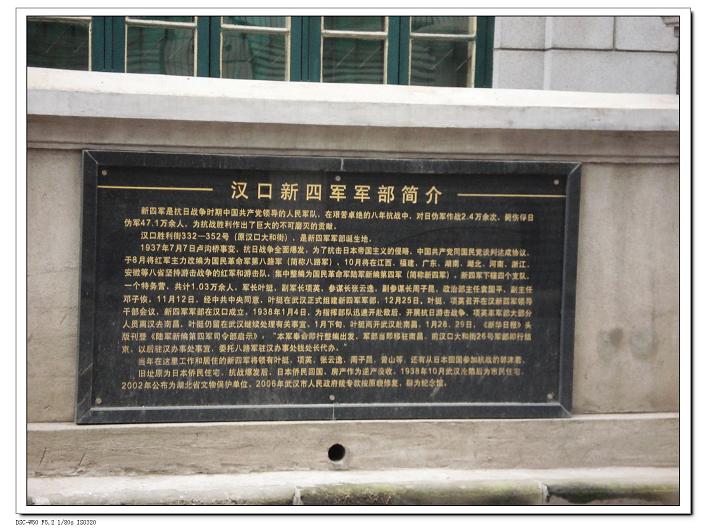 汉口新四军军部简介
新四军是抗日战争时期中国共产党领导的人民军队，在艰苦卓绝的八年抗战中，对日伪军作战2.4万余次，毙伤俘日
伪军47.1万余人，为抗战胜利作出了巨大的不可磨灭的贡献。
汉口胜利街332—352号（原汉口大和街），是新四军军部诞生地。
1937年7月7日卢沟桥事变，抗日战争全面爆发，为了抗击日本帝国主义的侵略，中国共产党同国民党谈判达成协议，
于8月将红军主力改编为国民革命军第八路军（简称八路军），10月将在江西、福建、广东、湖南、湖北、河南、浙江、
安徽等八省坚持游击战争的红军和游击队，集中整编为国民革命军陆军新编第四军（简称新四军）。新四军下辖四个支队，
一个特务营，共计1.03万余人，军长叶挺，副军长项英，参谋长张云逸，副参谋长周子昆，政治部主任袁国平，副主任
邓子恢。11月12日，经中共中央同意，叶挺在武汉正式组建新四军军部，12月25日，叶挺、项英召开在汉新四军领导
干部会议，新四军军部在汉口成立。1938年1月4日，为指挥部队迅速开赴敌后，开展抗日游击战争，项英率军部大部分
人员离汉去南昌，叶挺仍留在武汉继续处理有关事宜。1月下旬，叶挺离开武汉赴南昌。1月28、29日，《新华日报》头
版刊登《陆军新编第四军司令部启示》：“本军奉命即行整编出发，军部当即移驻南昌，前汉口大和街26号军部即行结
束，以后驻汉办事处事宜，委托八路军驻汉办事处钱处长代办。”
当年在这里工作和居住的新四军将领有叶挺、项英、张云逸、周子昆、曾山等，还有从日本回国参加抗战的郭沫若。
旧址原为日本侨民住宅，抗战爆发后，日本侨民回国，房产作为逆产没收，1938年10月武汉沦陷后为市民住宅，
2002年公布为湖北省文物保护单位，2006年武汉市人民政府拨专款按原貌修复，辟为纪念馆。
DSC-W50 F5.2 1/80s ISO320